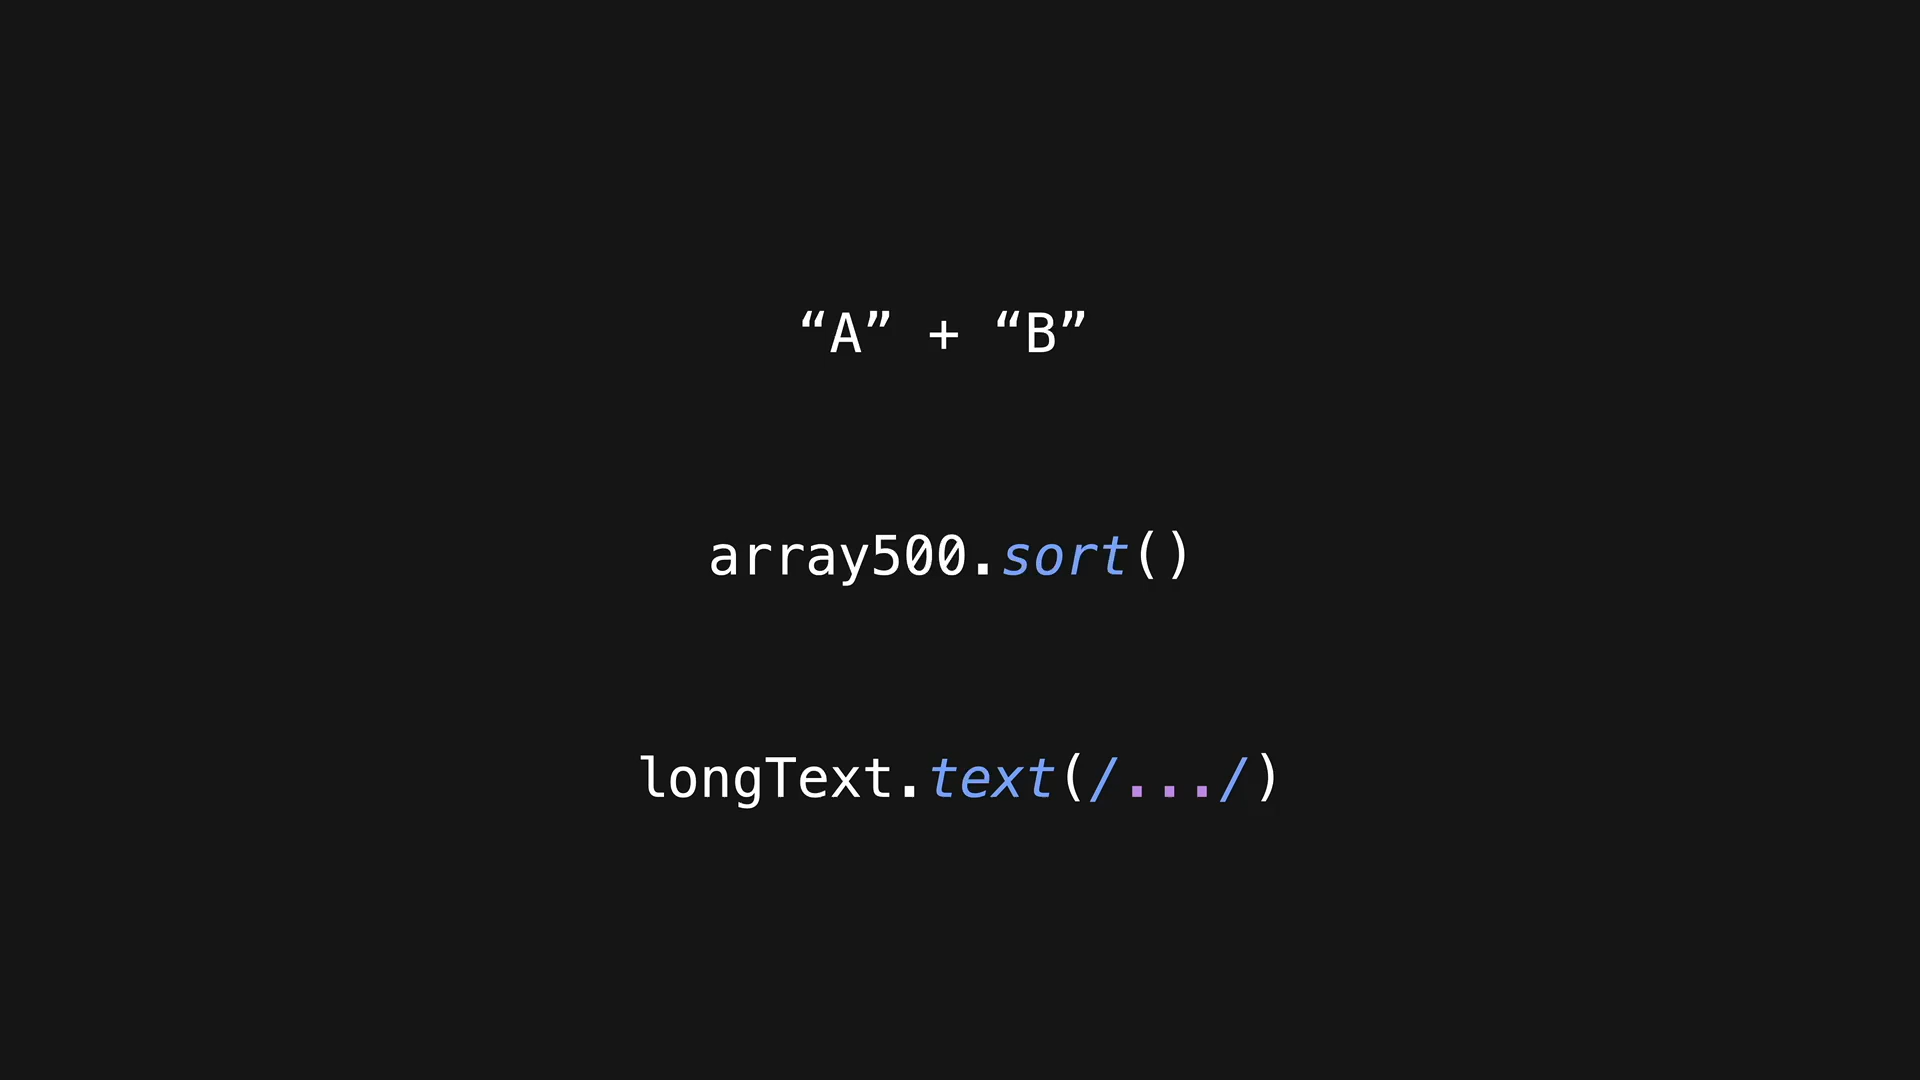 “A” + “B”
array500.sort()
longText.text(/.../)